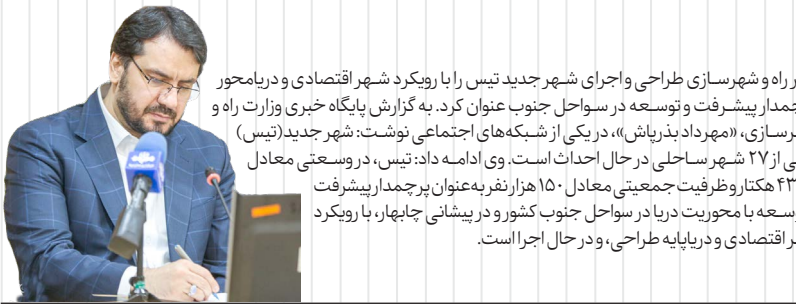 ر راه و شهرسازی طراحی و اجرای شهر جدید تیس را با رویکرد شهر اقتصادی و دریامحور
چمدار پیشرفت و توسعه در سواحل جنوب عنوان کرد. به گزارش پایگاه خبری وزارت راه و
رسازی، «مهرداد بذرپاش»، در یکی از شبکه‌های اجتماعی نوشت: شهر جدید(تیس)
ی از ۲۷ شهر ساحلی در حال احداث است. وی ادامه داد: تیس، در وسعتی معادل
۴۳ هکتار و ظرفیت جمعیتی معادل ۱۵۰ هزار نفر به‌عنوان پرچمدار پیشرفت
وسعه با محوریت دریا در سواحل جنوب کشور و در پیشانی چابهار، با رویکرد
ر اقتصادی و دریاپایه طراحی، و در حال اجرا است.